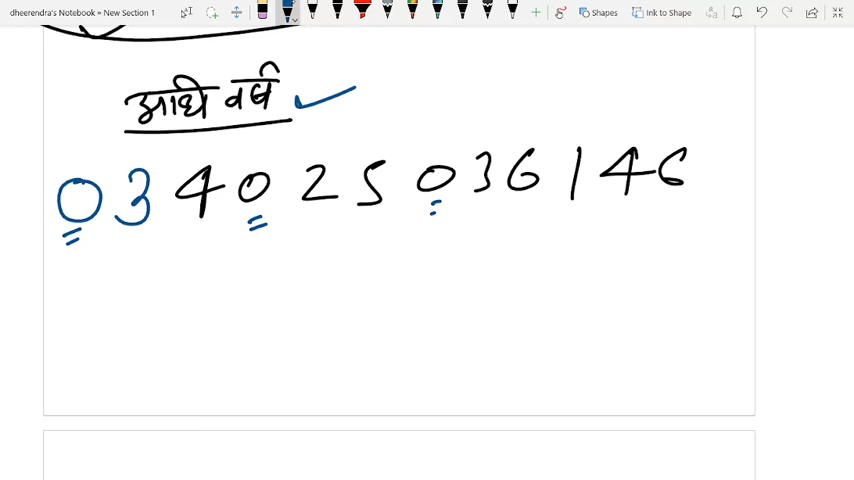 dheerendra's Notebook » New Section 1
Shapes
Ink to Shape
आधि वर्ष
0 3 4 0 2 5 0 3 6 1 4 6